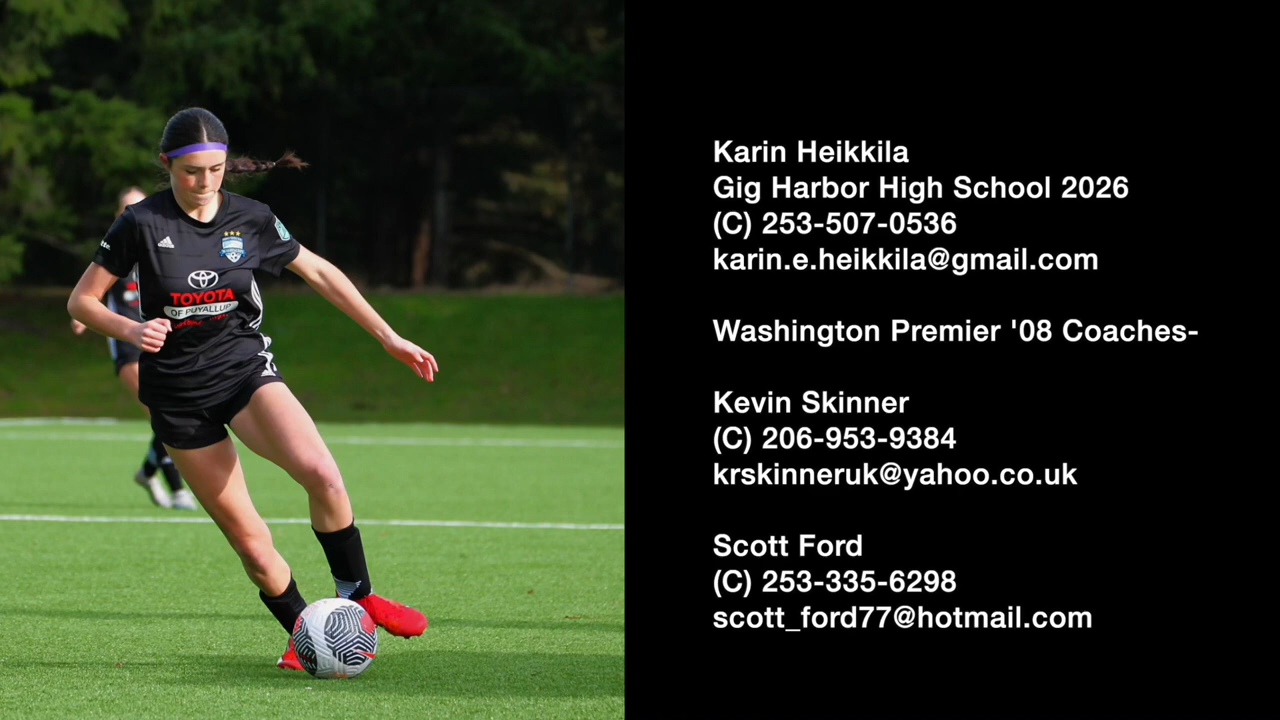 TOYOTA
OF PUYALLUP
Karin Heikkila
Gig Harbor High School 2026
(C) 253-507-0536
karin.e.heikkila@gmail.com
Washington Premier '08 Coaches-
Kevin Skinner
(C) 206-953-9384
krskinneruk@yahoo.co.uk
Scott Ford
(C) 253-335-6298
scott_ford77@hotmail.com